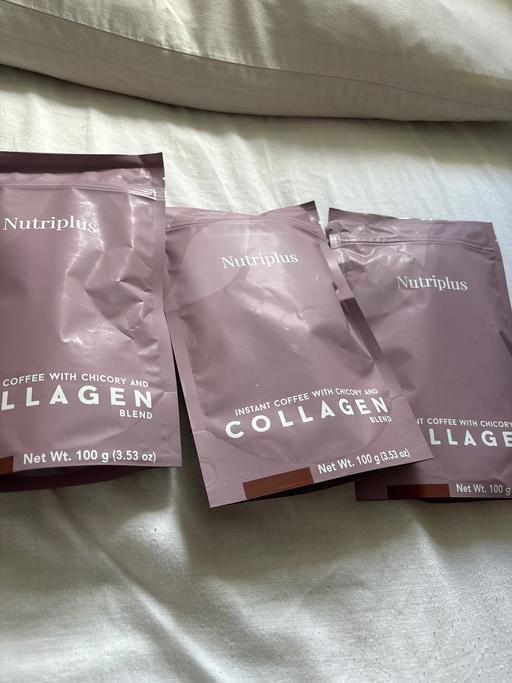 Nutriplus
COFFEE WITH CHICORY AND
LLAGEN
BLEND
Net Wt. 100 g (3.53 oz)
Nutriplus
INSTANT COFFEE WITH CHICORY AND
COLLAGEN
BLEND
Net Wt. 100 g (3.53 oz)
Nutriplus
NT COFFEE WITH CHICORY
LLAGE
Net Wt. 100 g